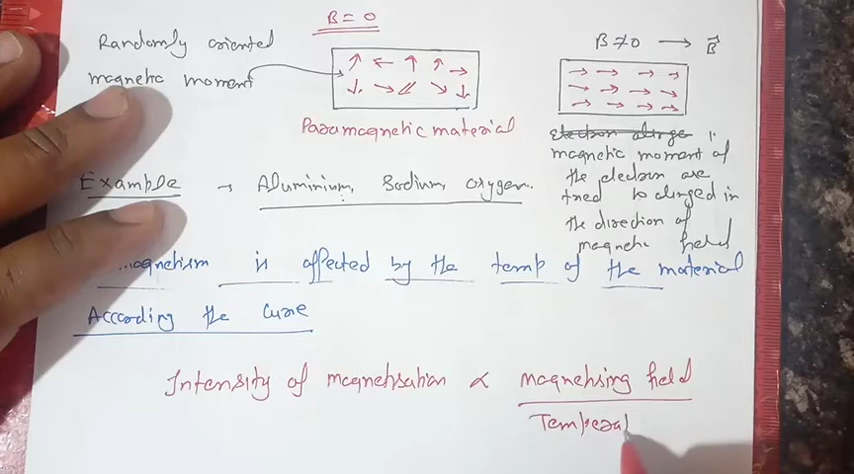 B = 0
Randomly oriented
magnetic moment
Paramagnetic material
B ≠ 0 → B⃗
magnetic moment of
the electron are
tried to alinged in
the direction of
magnetic field
Example → Aluminium, Sodium, oxygen.
magnetism is affected by the temp of the material
According the Curie
Intensity of magnetisation ∝ magnetising field
Temperat